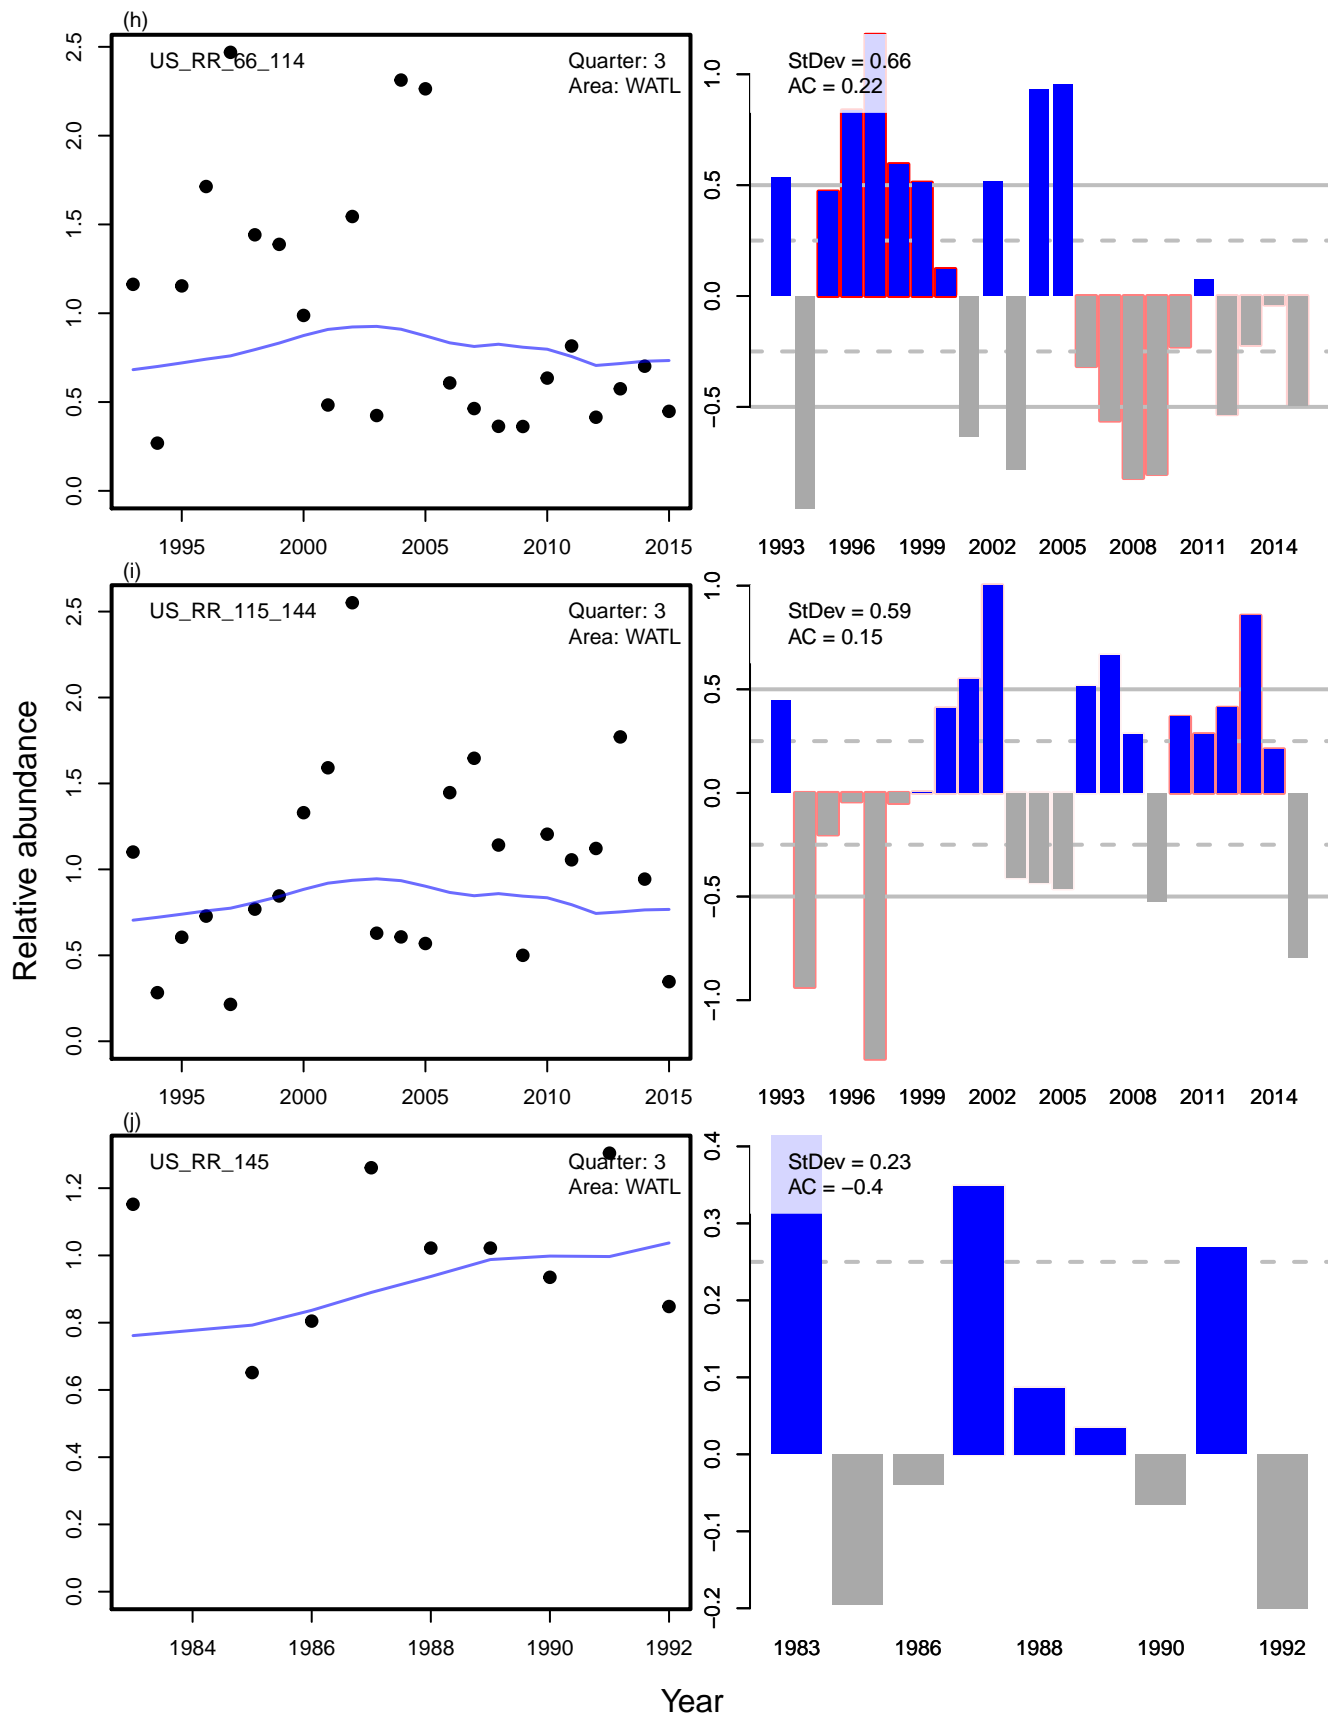 (h)
US_RR_66_114
Quarter: 3
Area: WATL
2.5
2.0
1.5
1.0
0.5
0.0
1995 2000 2005 2010 2015
StDev = 0.66
AC = 0.22
1.0
0.5
0.0
−0.5
1993 1996 1999 2002 2005 2008 2011 2014
(i)
US_RR_115_144
Quarter: 3
Area: WATL
2.5
2.0
1.5
1.0
0.5
0.0
1995 2000 2005 2010 2015
StDev = 0.59
AC = 0.15
1.0
0.5
0.0
−0.5
−1.0
1993 1996 1999 2002 2005 2008 2011 2014
Relative abundance
(j)
US_RR_145
Quarter: 3
Area: WATL
1.2
1.0
0.8
0.6
0.4
0.2
0.0
1984 1986 1988 1990 1992
StDev = 0.23
AC = −0.4
0.4
0.3
0.2
0.1
0.0
−0.1
−0.2
1983 1986 1988 1990 1992
Year